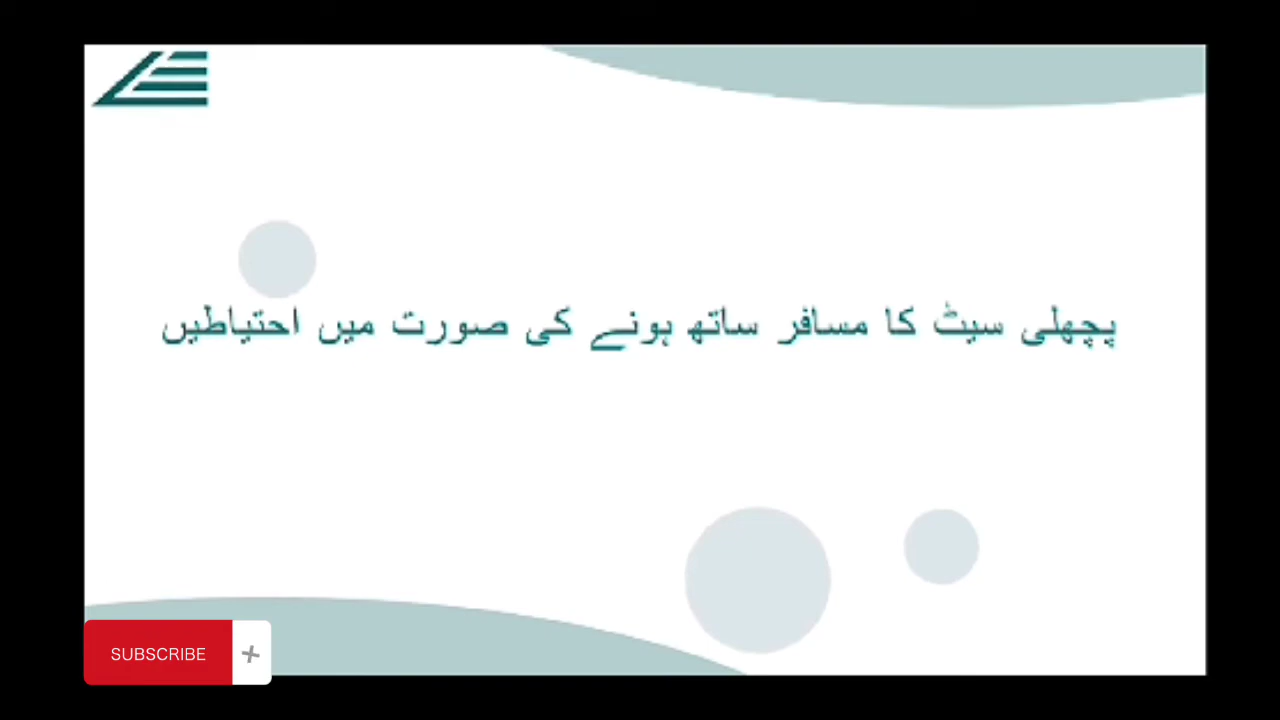 پچھلی سیٹ کا مسافر ساتھ ہونے کی صورت میں احتیاطیں
SUBSCRIBE +